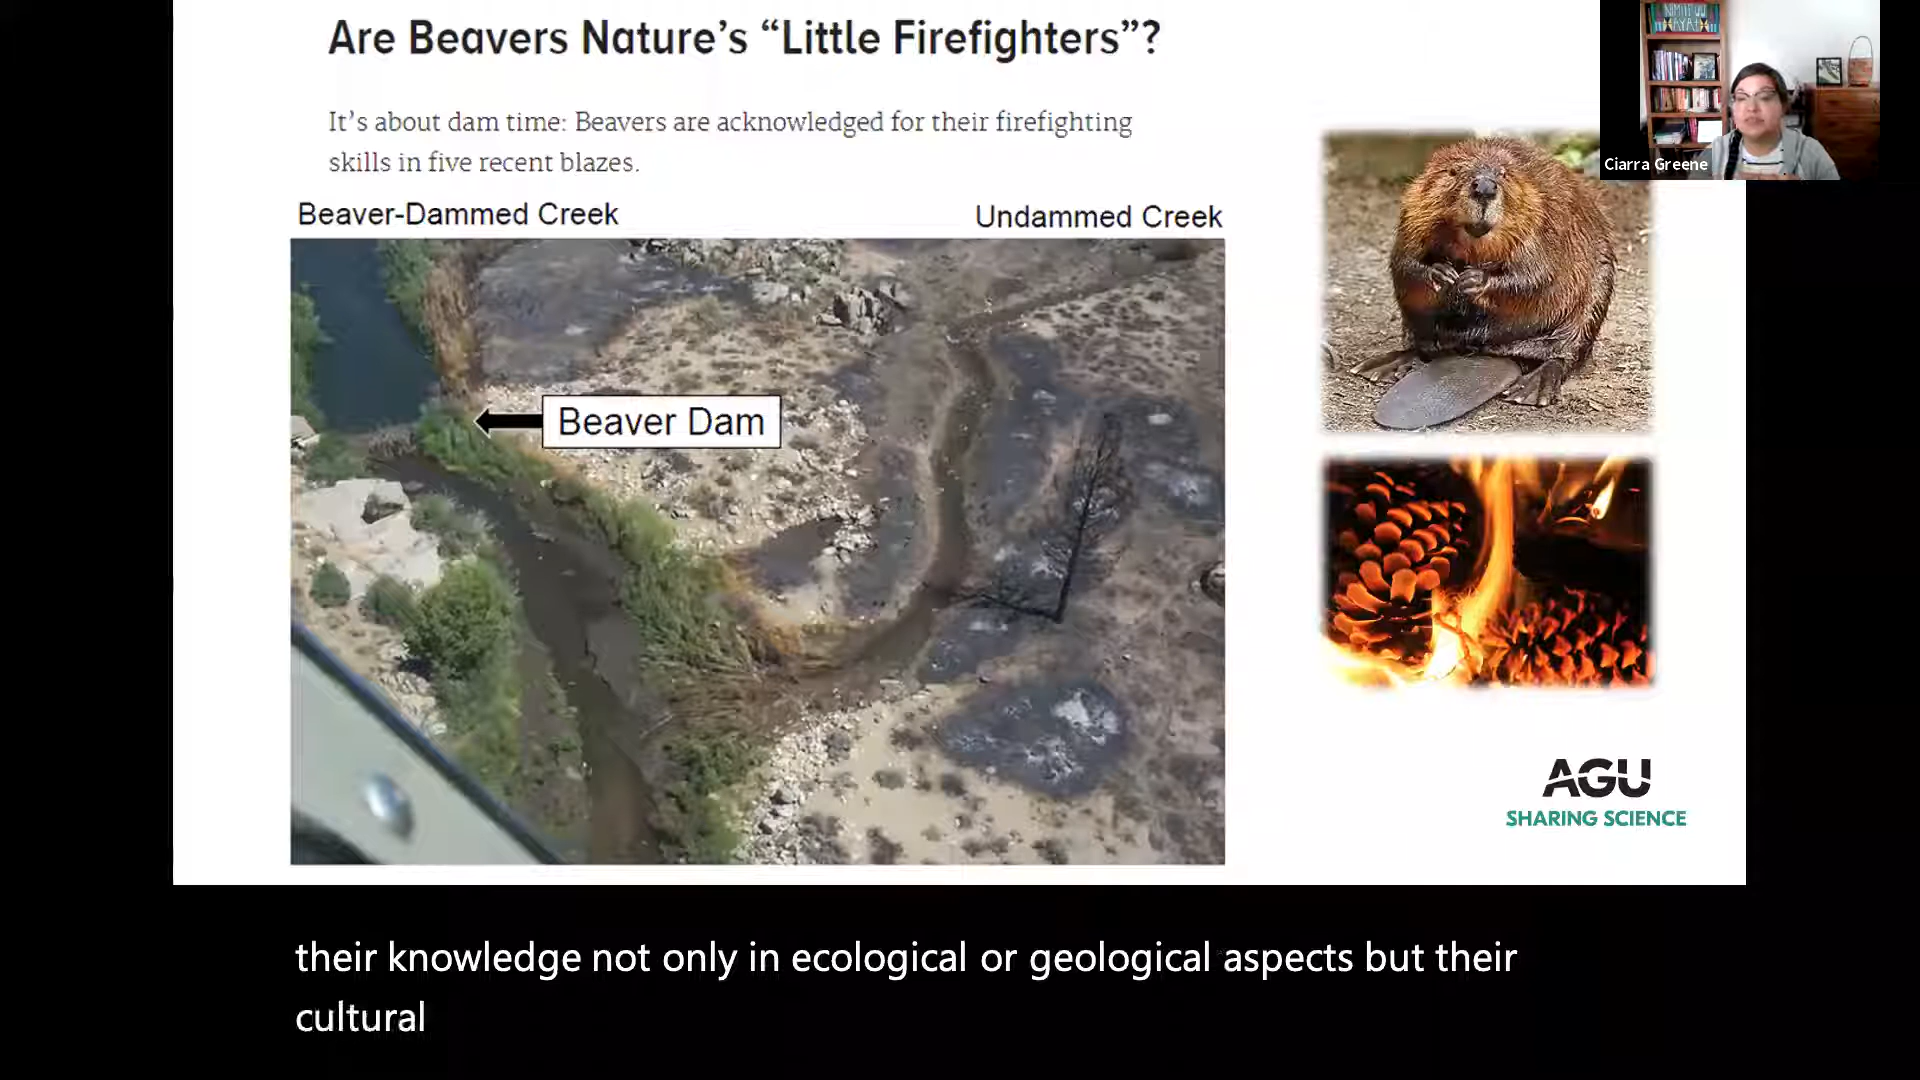 Are Beavers Nature's “Little Firefighters”?
It's about dam time: Beavers are acknowledged for their firefighting
skills in five recent blazes.
Beaver-Dammed Creek
Undammed Creek
Beaver Dam
Ciarra Greene
AGU
SHARING SCIENCE
their knowledge not only in ecological or geological aspects but their
cultural